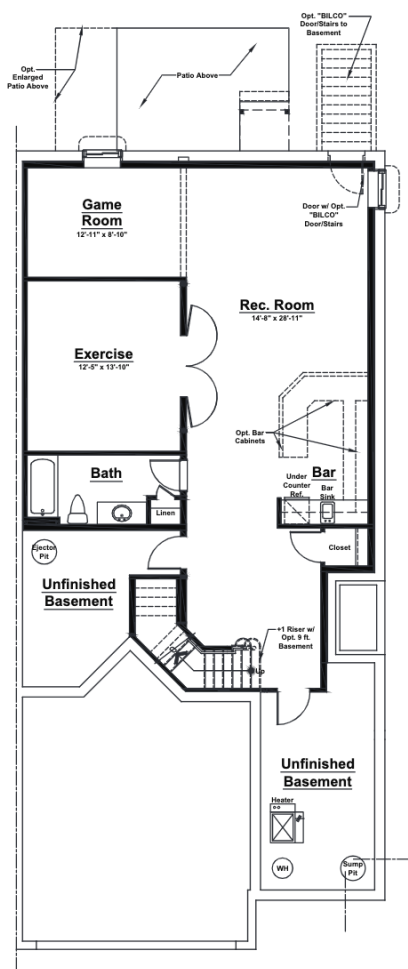 Opt. "BILCO"
Door/Stairs to
Basement
Opt.
Enlarged
Patio Above
Patio Above
Game
Room
12'-11" x 8'-10"
Door w/ Opt.
"BILCO"
Door/Stairs
Rec. Room
14'-8" x 28'-11"
Exercise
12'-5" x 13'-10"
Opt. Bar
Cabinets
Bath
Bar
Under
Counter
Ref.
Bar
Sink
Linen
Ejector
Pit
Closet
Unfinished
Basement
+1 Riser w/
Opt. 9 ft.
Basement
Up
Unfinished
Basement
Heater
WH
Sump
Pit